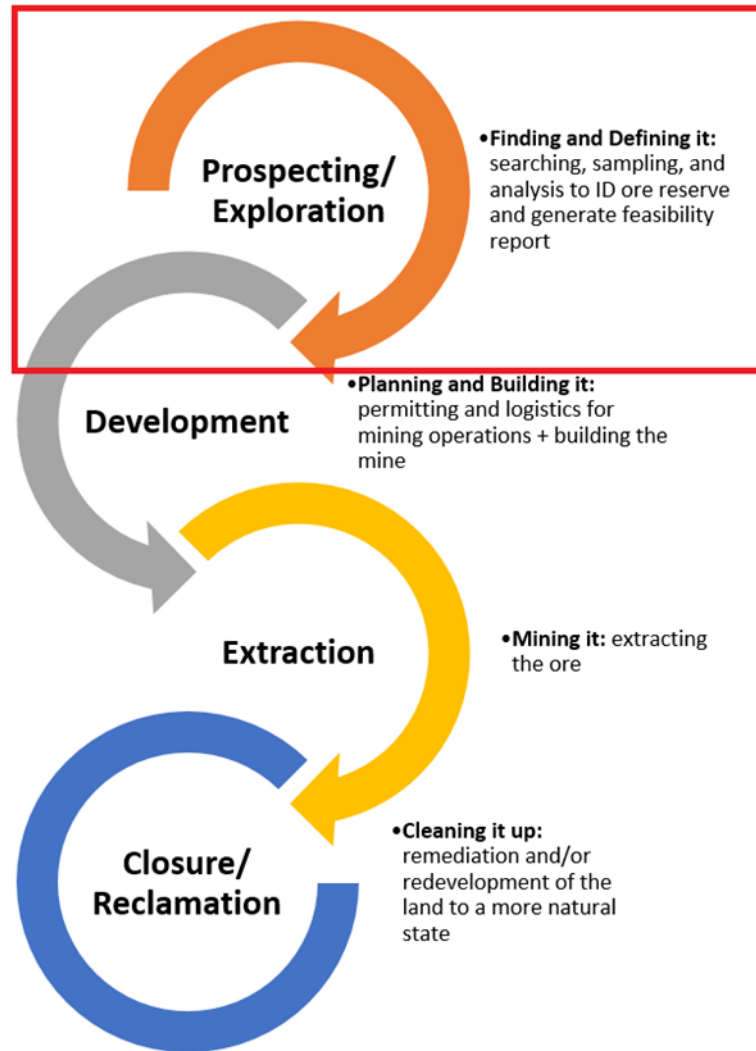 Prospecting/
Exploration
•Finding and Defining it:
searching, sampling, and
analysis to ID ore reserve
and generate feasibility
report
Development
•Planning and Building it:
permitting and logistics for
mining operations + building the
mine
Extraction
•Mining it: extracting
the ore
Closure/
Reclamation
•Cleaning it up:
remediation and/or
redevelopment of the
land to a more natural
state